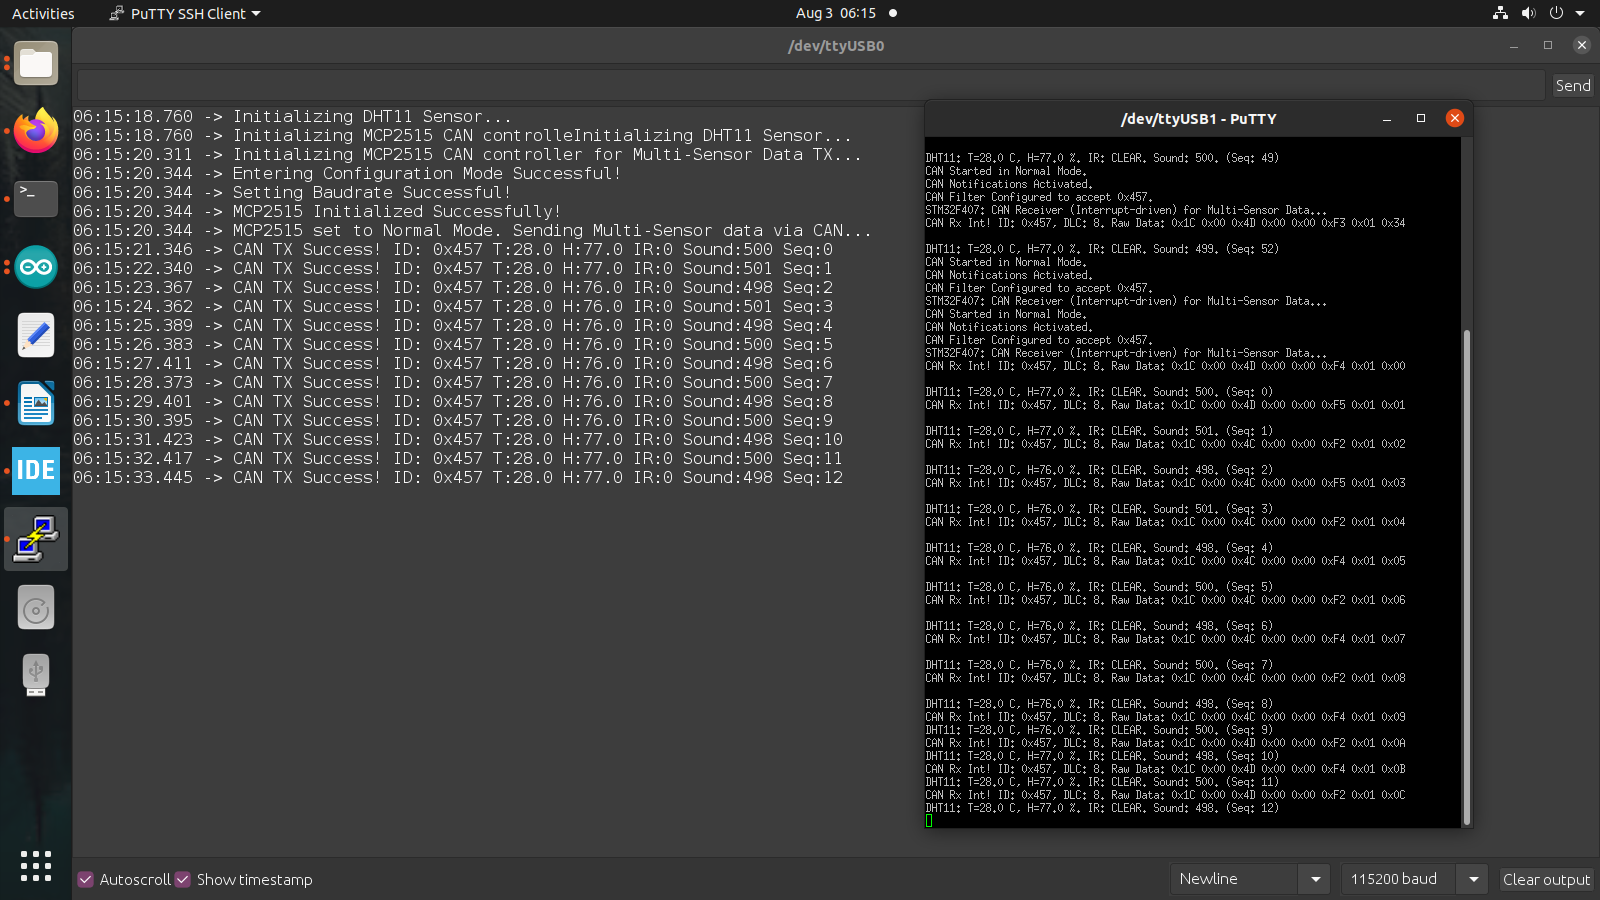 Activities
PuTTY SSH Client
Aug 3 06:15
/dev/ttyUSB0
Send
06:15:18.760 -> Initializing DHT11 Sensor...
06:15:18.760 -> Initializing MCP2515 CAN controlleInitializing DHT11 Sensor...
06:15:20.311 -> Initializing MCP2515 CAN controller for Multi-Sensor Data TX...
06:15:20.344 -> Entering Configuration Mode Successful!
06:15:20.344 -> Setting Baudrate Successful!
06:15:20.344 -> MCP2515 Initialized Successfully!
06:15:20.344 -> MCP2515 set to Normal Mode. Sending Multi-Sensor data via CAN...
06:15:21.346 -> CAN TX Success! ID: 0x457 T:28.0 H:77.0 IR:0 Sound:500 Seq:0
06:15:22.340 -> CAN TX Success! ID: 0x457 T:28.0 H:77.0 IR:0 Sound:501 Seq:1
06:15:23.367 -> CAN TX Success! ID: 0x457 T:28.0 H:76.0 IR:0 Sound:498 Seq:2
06:15:24.362 -> CAN TX Success! ID: 0x457 T:28.0 H:76.0 IR:0 Sound:501 Seq:3
06:15:25.389 -> CAN TX Success! ID: 0x457 T:28.0 H:76.0 IR:0 Sound:498 Seq:4
06:15:26.383 -> CAN TX Success! ID: 0x457 T:28.0 H:76.0 IR:0 Sound:500 Seq:5
06:15:27.411 -> CAN TX Success! ID: 0x457 T:28.0 H:76.0 IR:0 Sound:498 Seq:6
06:15:28.373 -> CAN TX Success! ID: 0x457 T:28.0 H:76.0 IR:0 Sound:500 Seq:7
06:15:29.401 -> CAN TX Success! ID: 0x457 T:28.0 H:76.0 IR:0 Sound:498 Seq:8
06:15:30.395 -> CAN TX Success! ID: 0x457 T:28.0 H:76.0 IR:0 Sound:500 Seq:9
06:15:31.423 -> CAN TX Success! ID: 0x457 T:28.0 H:77.0 IR:0 Sound:498 Seq:10
06:15:32.417 -> CAN TX Success! ID: 0x457 T:28.0 H:77.0 IR:0 Sound:500 Seq:11
06:15:33.445 -> CAN TX Success! ID: 0x457 T:28.0 H:77.0 IR:0 Sound:498 Seq:12
/dev/ttyUSB1 - PuTTY
DHT11: T=28.0 C, H=77.0 %. IR: CLEAR. Sound: 500. (Seq: 49)
CAN Started in Normal Mode.
CAN Notifications Activated.
CAN Filter Configured to accept 0x457.
STM32F407: CAN Receiver (Interrupt-driven) for Multi-Sensor Data...
CAN Rx Int! ID: 0x457, DLC: 8. Raw Data: 0x1C 0x00 0x4D 0x00 0x00 0xF3 0x01 0x34
DHT11: T=28.0 C, H=77.0 %. IR: CLEAR. Sound: 499. (Seq: 52)
CAN Started in Normal Mode.
CAN Notifications Activated.
CAN Filter Configured to accept 0x457.
STM32F407: CAN Receiver (Interrupt-driven) for Multi-Sensor Data...
CAN Started in Normal Mode.
CAN Notifications Activated.
CAN Filter Configured to accept 0x457.
STM32F407: CAN Receiver (Interrupt-driven) for Multi-Sensor Data...
CAN Rx Int! ID: 0x457, DLC: 8. Raw Data: 0x1C 0x00 0x4D 0x00 0x00 0xF4 0x01 0x00
DHT11: T=28.0 C, H=77.0 %. IR: CLEAR. Sound: 500. (Seq: 0)
CAN Rx Int! ID: 0x457, DLC: 8. Raw Data: 0x1C 0x00 0x4D 0x00 0x00 0xF5 0x01 0x01
DHT11: T=28.0 C, H=77.0 %. IR: CLEAR. Sound: 501. (Seq: 1)
CAN Rx Int! ID: 0x457, DLC: 8. Raw Data: 0x1C 0x00 0x4C 0x00 0x00 0xF2 0x01 0x02
DHT11: T=28.0 C, H=76.0 %. IR: CLEAR. Sound: 498. (Seq: 2)
CAN Rx Int! ID: 0x457, DLC: 8. Raw Data: 0x1C 0x00 0x4C 0x00 0x00 0xF5 0x01 0x03
DHT11: T=28.0 C, H=76.0 %. IR: CLEAR. Sound: 501. (Seq: 3)
CAN Rx Int! ID: 0x457, DLC: 8. Raw Data: 0x1C 0x00 0x4C 0x00 0x00 0xF2 0x01 0x04
DHT11: T=28.0 C, H=76.0 %. IR: CLEAR. Sound: 498. (Seq: 4)
CAN Rx Int! ID: 0x457, DLC: 8. Raw Data: 0x1C 0x00 0x4C 0x00 0x00 0xF4 0x01 0x05
DHT11: T=28.0 C, H=76.0 %. IR: CLEAR. Sound: 500. (Seq: 5)
CAN Rx Int! ID: 0x457, DLC: 8. Raw Data: 0x1C 0x00 0x4C 0x00 0x00 0xF2 0x01 0x06
DHT11: T=28.0 C, H=76.0 %. IR: CLEAR. Sound: 498. (Seq: 6)
CAN Rx Int! ID: 0x457, DLC: 8. Raw Data: 0x1C 0x00 0x4C 0x00 0x00 0xF4 0x01 0x07
DHT11: T=28.0 C, H=76.0 %. IR: CLEAR. Sound: 500. (Seq: 7)
CAN Rx Int! ID: 0x457, DLC: 8. Raw Data: 0x1C 0x00 0x4C 0x00 0x00 0xF2 0x01 0x08
DHT11: T=28.0 C, H=76.0 %. IR: CLEAR. Sound: 498. (Seq: 8)
CAN Rx Int! ID: 0x457, DLC: 8. Raw Data: 0x1C 0x00 0x4C 0x00 0x00 0xF4 0x01 0x09
DHT11: T=28.0 C, H=76.0 %. IR: CLEAR. Sound: 500. (Seq: 9)
CAN Rx Int! ID: 0x457, DLC: 8. Raw Data: 0x1C 0x00 0x4D 0x00 0x00 0xF2 0x01 0x0A
DHT11: T=28.0 C, H=77.0 %. IR: CLEAR. Sound: 498. (Seq: 10)
CAN Rx Int! ID: 0x457, DLC: 8. Raw Data: 0x1C 0x00 0x4D 0x00 0x00 0xF4 0x01 0x0B
DHT11: T=28.0 C, H=77.0 %. IR: CLEAR. Sound: 500. (Seq: 11)
CAN Rx Int! ID: 0x457, DLC: 8. Raw Data: 0x1C 0x00 0x4D 0x00 0x00 0xF2 0x01 0x0C
DHT11: T=28.0 C, H=77.0 %. IR: CLEAR. Sound: 498. (Seq: 12)
>_
IDE
Autoscroll
Show timestamp
Newline
115200 baud
Clear output